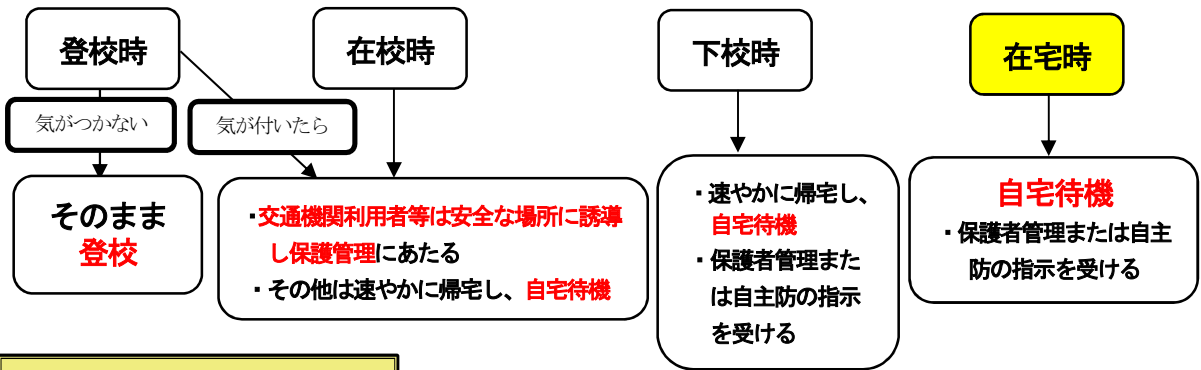 登校時
在校時
下校時
在宅時
気がつかない
気が付いたら
そのまま
登校
・交通機関利用者等は安全な場所に誘導
し保護管理にあたる
・その他は速やかに帰宅し、自宅待機
・速やかに帰宅し、
自宅待機
・保護者管理また
は自主防の指示
を受ける
自宅待機
・保護者管理または自主
防の指示を受ける